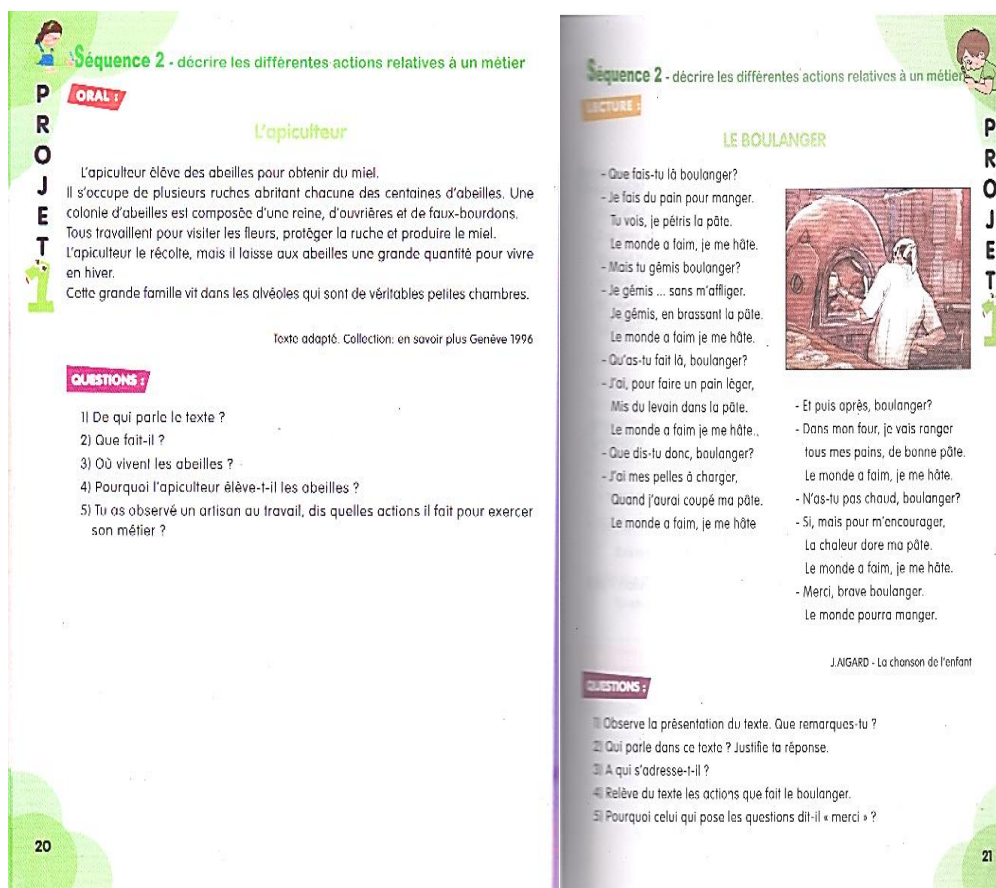 Séquence 2 - décrire les différentes actions relatives à un métier
PROJET
1
ORAL :
L'apiculteur
L'apiculteur élève des abeilles pour obtenir du miel.
Il s'occupe de plusieurs ruches abritant chacune des centaines d'abeilles. Une
colonie d'abeilles est composée d'une reine, d'ouvrières et de faux-bourdons.
Tous travaillent pour visiter les fleurs, protéger la ruche et produire le miel.
L'apiculteur le récolte, mais il laisse aux abeilles une grande quantité pour vivre
en hiver.
Cette grande famille vit dans les alvéoles qui sont de véritables petites chambres.
Texte adapté. Collection: en savoir plus Genève 1996
QUESTIONS :
1) De qui parle le texte ?
2) Que fait-il ?
3) Où vivent les abeilles ?
4) Pourquoi l'apiculteur élève-t-il les abeilles ?
5) Tu as observé un artisan au travail, dis quelles actions il fait pour exercer
son métier ?
20
Séquence 2 - décrire les différentes actions relatives à un métier
PROJET
1
LECTURE :
LE BOULANGER
- Que fais-tu là boulanger?
- Je fais du pain pour manger.
Tu vois, je pétris la pâte.
Le monde a faim, je me hâte.
- Mais tu gémis boulanger?
- Je gémis ... sans m'affliger.
Je gémis, en brassant la pâte.
Le monde a faim je me hâte.
- Qu'as-tu fait là, boulanger?
- J'ai, pour faire un pain léger,
Mis du levain dans la pâte.
Le monde a faim je me hâte..
- Que dis-tu donc, boulanger?
- J'ai mes pelles à charger,
Quand j'aurai coupé ma pâte.
Le monde a faim, je me hâte
- Et puis après, boulanger?
- Dans mon four, je vais ranger
tous mes pains, de bonne pâte.
Le monde a faim, je me hâte.
- N'as-tu pas chaud, boulanger?
- Si, mais pour m'encourager,
La chaleur dore ma pâte.
Le monde a faim, je me hâte.
- Merci, brave boulanger.
Le monde pourra manger.
J.AIGARD - La chanson de l'enfant
QUESTIONS :
1) Observe la présentation du texte. Que remarques-tu ?
2) Qui parle dans ce texte ? Justifie ta réponse.
3) A qui s'adresse-t-il ?
4) Relève du texte les actions que fait le boulanger.
5) Pourquoi celui qui pose les questions dit-il « merci » ?
21